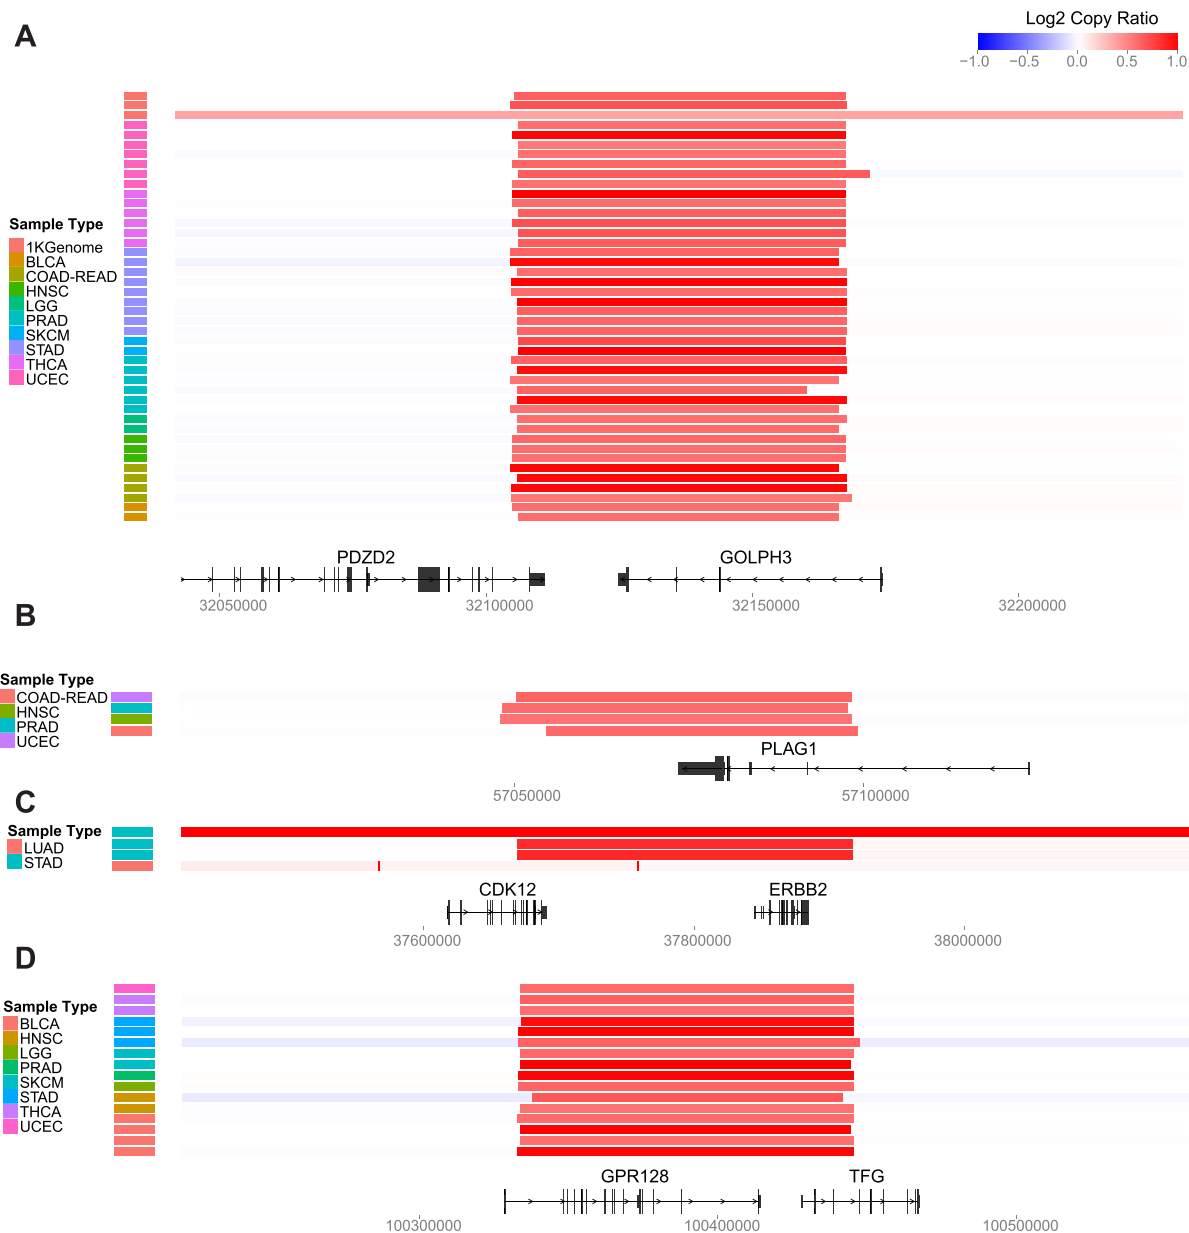 A
Log2 Copy Ratio
−1.0 −0.5 0.0 0.5 1.0
Sample Type
1KGenome
BLCA
COAD-READ
HNSC
LGG
PRAD
SKCM
STAD
THCA
UCEC
PDZD2 GOLPH3
32050000 32100000 32150000 32200000
B
Sample Type
COAD-READ
HNSC
PRAD
UCEC
PLAG1
57050000 57100000
C
Sample Type
LUAD
STAD
CDK12 ERBB2
37600000 37800000 38000000
D
Sample Type
BLCA
HNSC
LGG
PRAD
SKCM
STAD
THCA
UCEC
GPR128 TFG
100300000 100400000 100500000